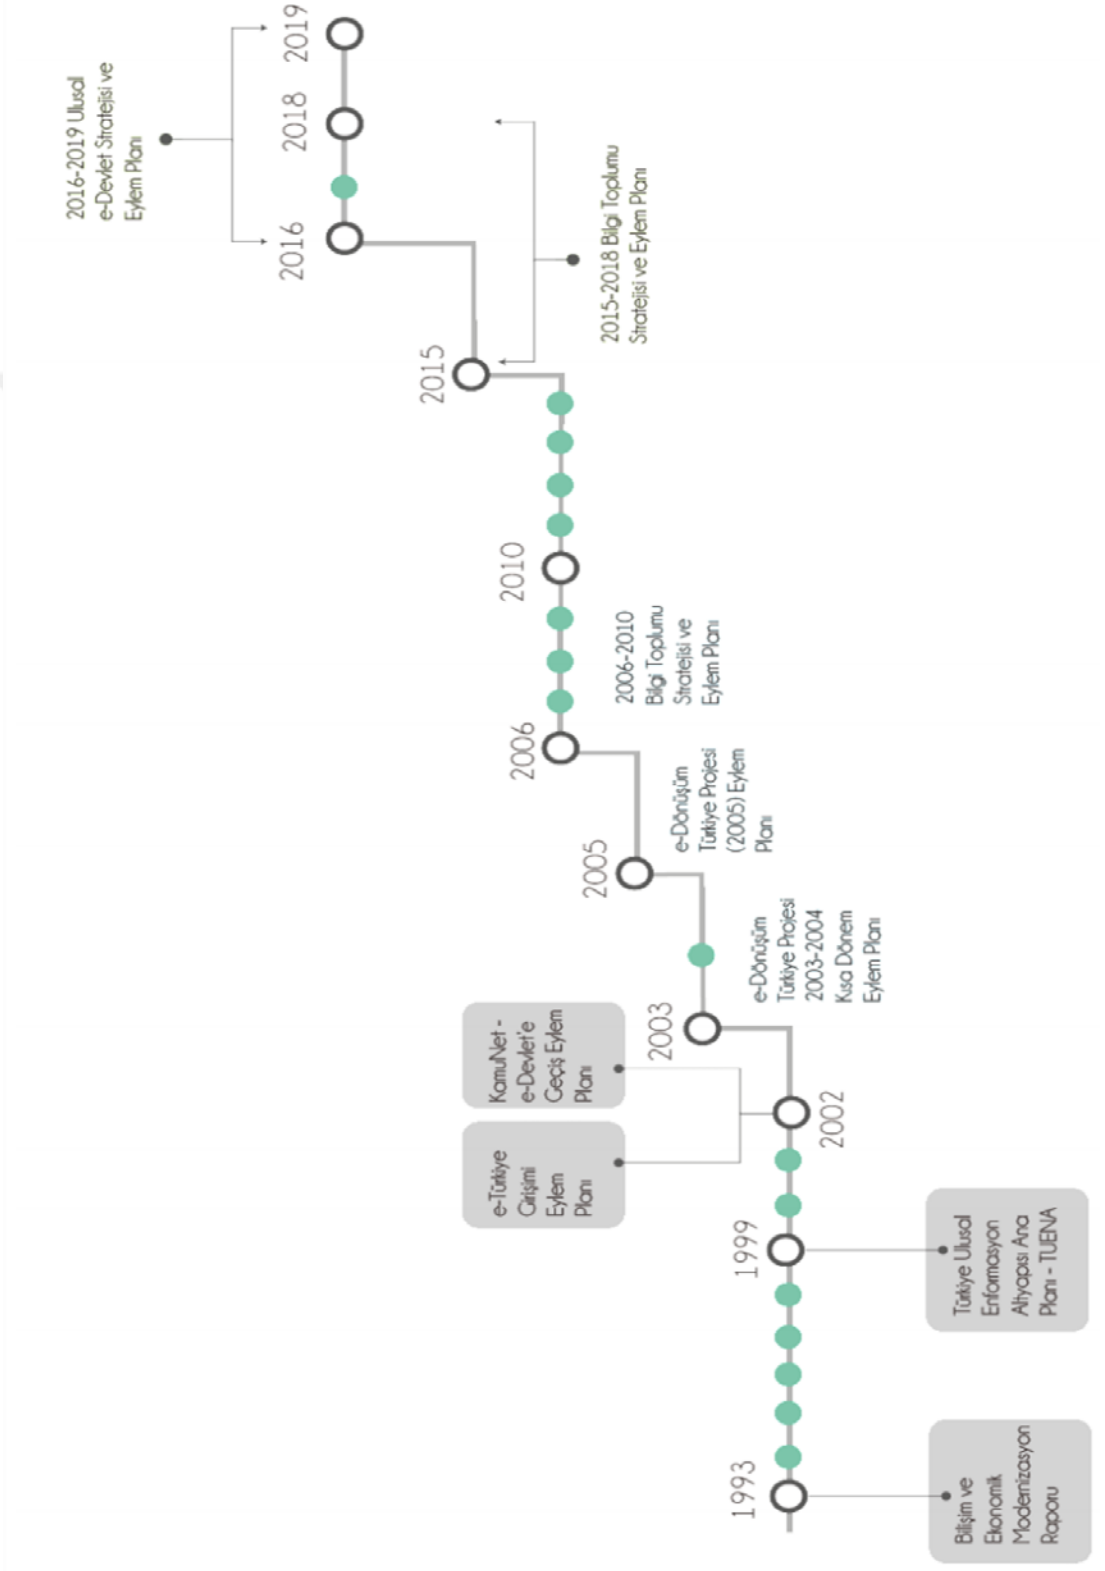 1993
Bilişim ve
Ekonomik
Modernizasyon
Raporu
1999
Türkiye Ulusal
Enformasyon
Altyapısı Ana
Planı - TUENA
2002
e-Türkiye
Girişimi
Eylem
Planı
KamuNet -
e-Devlet'e
Geçiş Eylem
Planı
2003
e-Dönüşüm
Türkiye Projesi
2003-2004
Kısa Dönem
Eylem Planı
2005
e-Dönüşüm
Türkiye Projesi
(2005) Eylem
Planı
2006
2006-2010
Bilgi Toplumu
Stratejisi ve
Eylem Planı
2010
2015
2015-2018 Bilgi Toplumu
Stratejisi ve Eylem Planı
2016
2018
2019
2016-2019 Ulusal
e-Devlet Stratejisi ve
Eylem Planı